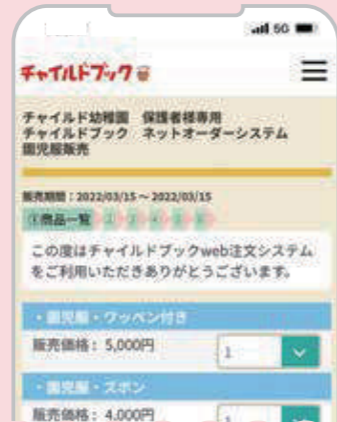 5G
チャイルドブック
チャイルド幼稚園 保護者様専用
チャイルドブック ネットオーダーシステム
園児服販売
販売期間：2022/03/15～2022/03/15
①商品一覧 2 3 4 5 6
この度はチャイルドブックweb注文システム
をご利用いただきありがとうございます。
・園児服・ワッペン付き
販売価格： 5,000円 1
・園児服・ズボン
販売価格： 4,000円 1